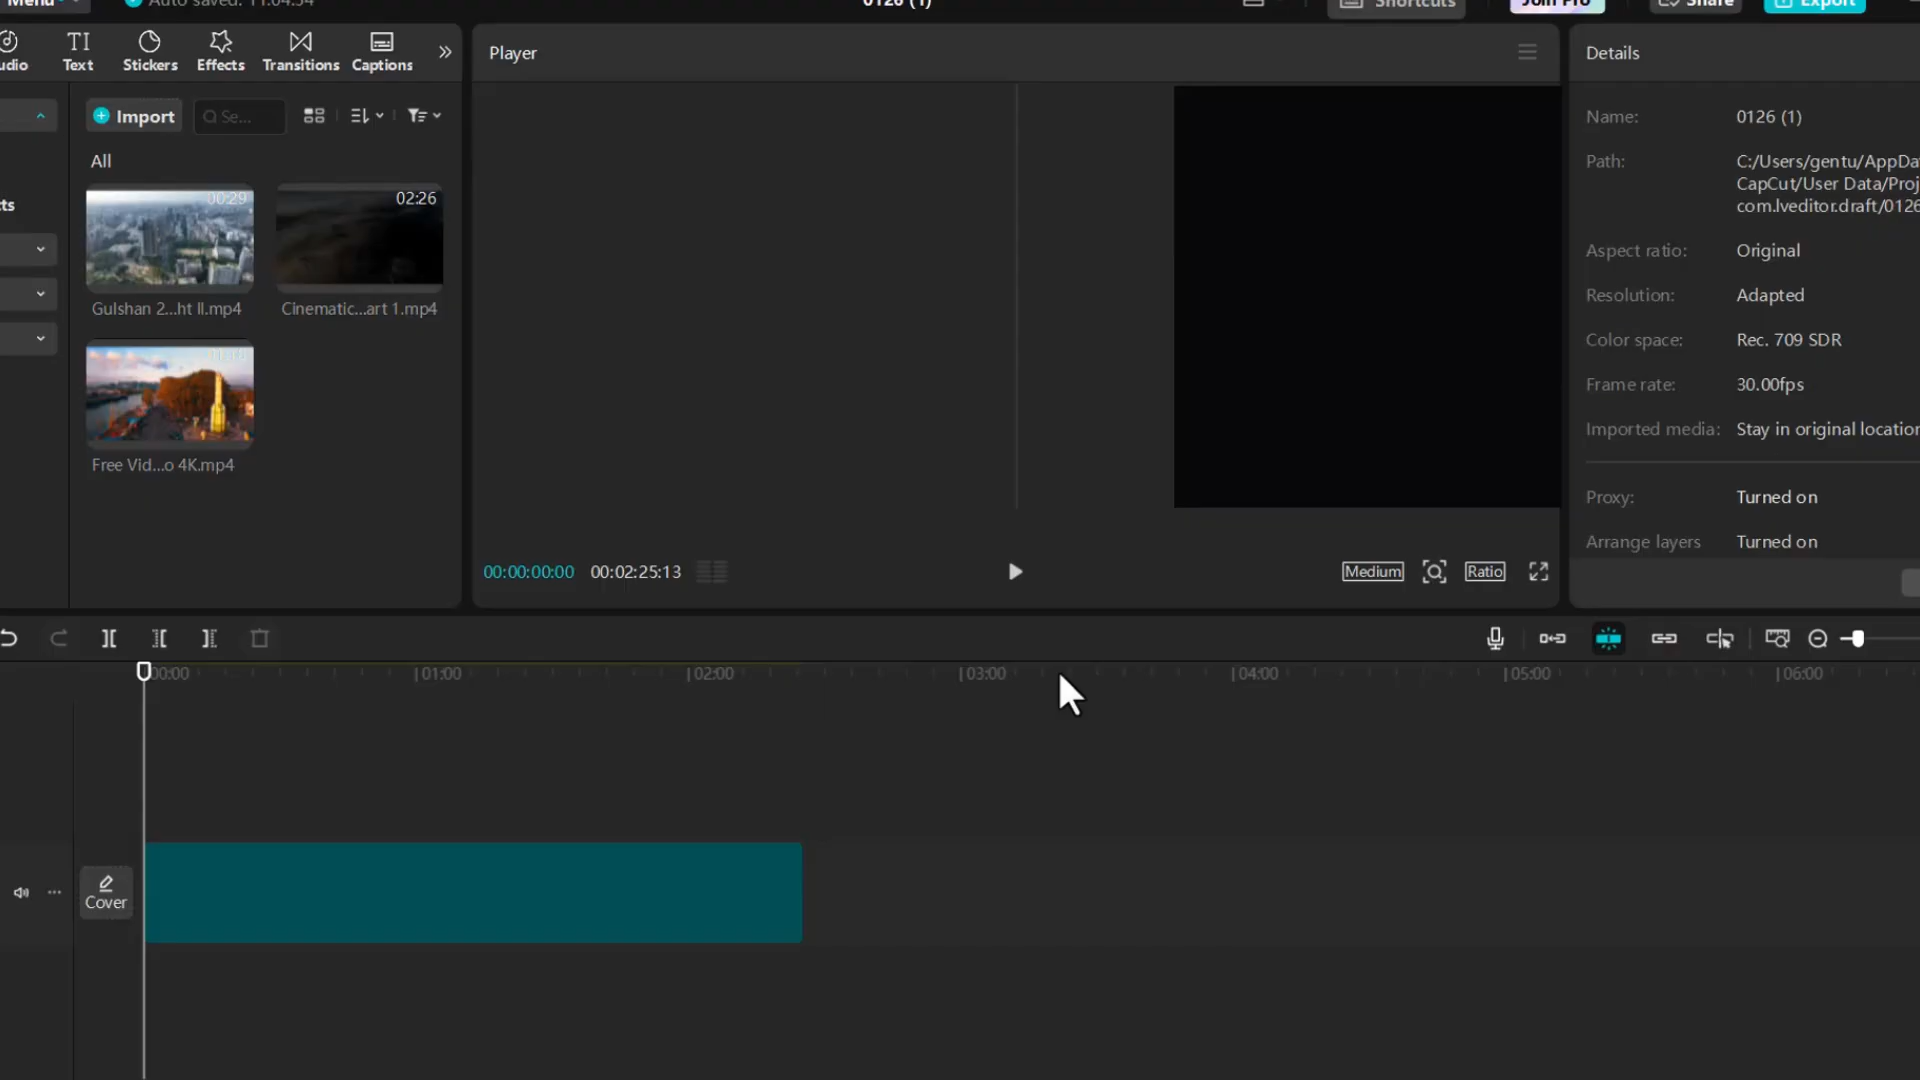 Menu
Auto saved: 11:04:54
0126 (1)
Shortcuts
Join Pro
Share
Export
Text
Stickers
Effects
Transitions
Captions
Player
Details
Import
Se...
All
00:29
02:26
Gulshan 2...ht ll.mp4
Cinematic...art 1.mp4
Free Vid...o 4K.mp4
Name:
0126 (1)
Path:
C:/Users/gentu/AppDa
CapCut/User Data/Proj
com.lveditor.draft/0126
Aspect ratio:
Original
Resolution:
Adapted
Color space:
Rec. 709 SDR
Frame rate:
30.00fps
Imported media:
Stay in original location
Proxy:
Turned on
Arrange layers
Turned on
00:00:00:00
00:02:25:13
Medium
Ratio
00:00
01:00
02:00
03:00
04:00
05:00
06:00
Cover